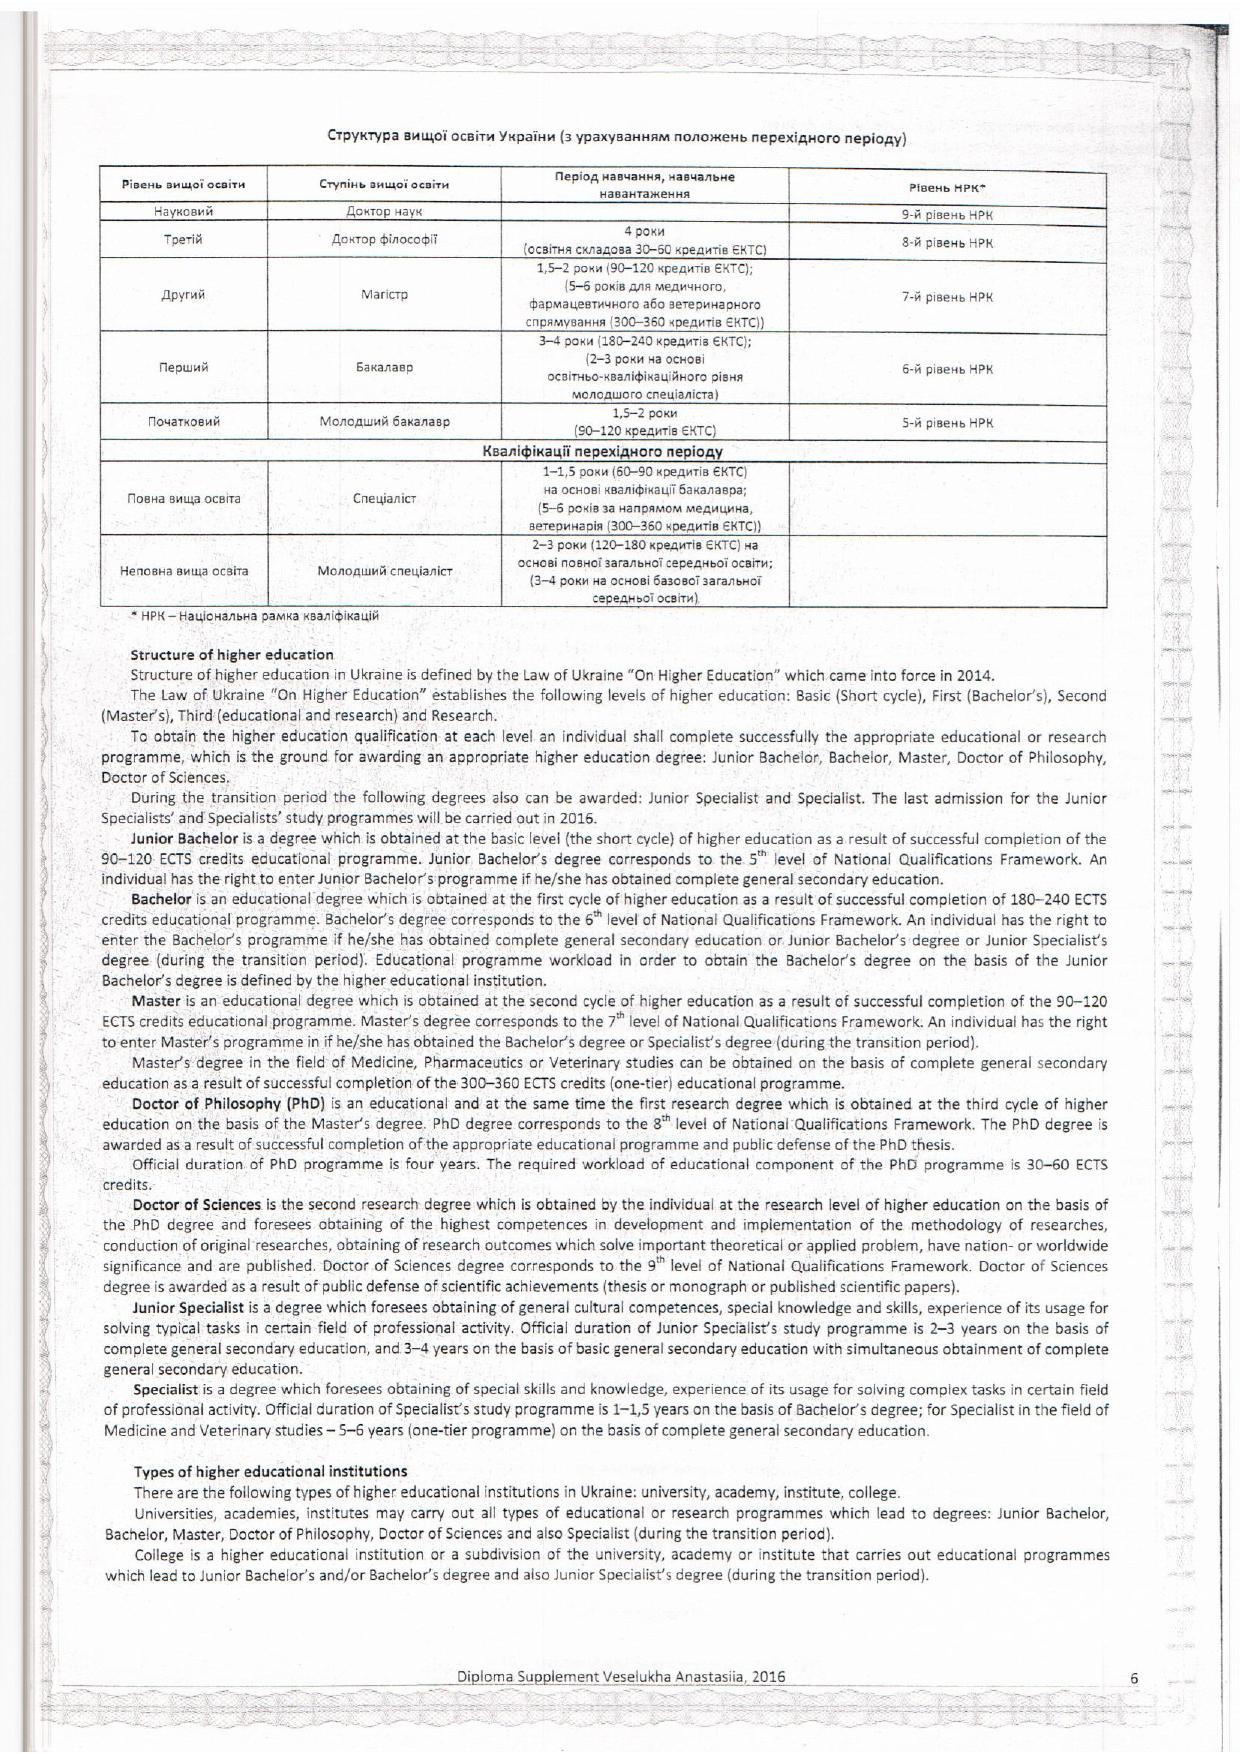 Структура вищої освіти України (з урахуванням положень перехідного періоду)
Рівень вищої освіти
Ступінь вищої освіти
Період навчання, навчальне
навантаження
Рівень НРК*
Науковий
Доктор наук
9-й рівень НРК
Третій
Доктор філософії
4 роки
(освітня складова 30–60 кредитів ЄКТС)
8-й рівень НРК
Другий
Магістр
1,5–2 роки (90–120 кредитів ЄКТС);
(5–6 років для медичного,
фармацевтичного або ветеринарного
спрямування (300–360 кредитів ЄКТС))
7-й рівень НРК
Перший
Бакалавр
3–4 роки (180–240 кредитів ЄКТС);
(2–3 роки на основі
освітньо-кваліфікаційного рівня
молодшого спеціаліста)
6-й рівень НРК
Початковий
Молодший бакалавр
1,5–2 роки
(90–120 кредитів ЄКТС)
5-й рівень НРК
Кваліфікації перехідного періоду
Повна вища освіта
Спеціаліст
1–1,5 роки (60–90 кредитів ЄКТС)
на основі кваліфікації бакалавра;
(5–6 років за напрямом медицина,
ветеринарія (300–360 кредитів ЄКТС))
Неповна вища освіта
Молодший спеціаліст
2–3 роки (120–180 кредитів ЄКТС) на
основі повної загальної середньої освіти;
(3–4 роки на основі базової загальної
середньої освіти)
* НРК – Національна рамка кваліфікацій
Structure of higher education
Structure of higher education in Ukraine is defined by the Law of Ukraine "On Higher Education" which came into force in 2014.
The Law of Ukraine "On Higher Education" establishes the following levels of higher education: Basic (Short cycle), First (Bachelor's), Second
(Master's), Third (educational and research) and Research.
To obtain the higher education qualification at each level an individual shall complete successfully the appropriate educational or research
programme, which is the ground for awarding an appropriate higher education degree: Junior Bachelor, Bachelor, Master, Doctor of Philosophy,
Doctor of Sciences.
During the transition period the following degrees also can be awarded: Junior Specialist and Specialist. The last admission for the Junior
Specialists' and Specialists' study programmes will be carried out in 2016.
Junior Bachelor is a degree which is obtained at the basic level (the short cycle) of higher education as a result of successful completion of the
90–120 ECTS credits educational programme. Junior Bachelor's degree corresponds to the 5th level of National Qualifications Framework. An
individual has the right to enter Junior Bachelor's programme if he/she has obtained complete general secondary education.
Bachelor is an educational degree which is obtained at the first cycle of higher education as a result of successful completion of 180–240 ECTS
credits educational programme. Bachelor's degree corresponds to the 6th level of National Qualifications Framework. An individual has the right to
enter the Bachelor's programme if he/she has obtained complete general secondary education or Junior Bachelor's degree or Junior Specialist's
degree (during the transition period). Educational programme workload in order to obtain the Bachelor's degree on the basis of the Junior
Bachelor's degree is defined by the higher educational institution.
Master is an educational degree which is obtained at the second cycle of higher education as a result of successful completion of the 90–120
ECTS credits educational programme. Master's degree corresponds to the 7th level of National Qualifications Framework. An individual has the right
to enter Master's programme in if he/she has obtained the Bachelor's degree or Specialist's degree (during the transition period).
Master's degree in the field of Medicine, Pharmaceutics or Veterinary studies can be obtained on the basis of complete general secondary
education as a result of successful completion of the 300–360 ECTS credits (one-tier) educational programme.
Doctor of Philosophy (PhD) is an educational and at the same time the first research degree which is obtained at the third cycle of higher
education on the basis of the Master's degree. PhD degree corresponds to the 8th level of National Qualifications Framework. The PhD degree is
awarded as a result of successful completion of the appropriate educational programme and public defense of the PhD thesis.
Official duration of PhD programme is four years. The required workload of educational component of the PhD programme is 30–60 ECTS
credits.
Doctor of Sciences is the second research degree which is obtained by the individual at the research level of higher education on the basis of
the PhD degree and foresees obtaining of the highest competences in development and implementation of the methodology of researches,
conduction of original researches, obtaining of research outcomes which solve important theoretical or applied problem, have nation- or worldwide
significance and are published. Doctor of Sciences degree corresponds to the 9th level of National Qualifications Framework. Doctor of Sciences
degree is awarded as a result of public defense of scientific achievements (thesis or monograph or published scientific papers).
Junior Specialist is a degree which foresees obtaining of general cultural competences, special knowledge and skills, experience of its usage for
solving typical tasks in certain field of professional activity. Official duration of Junior Specialist's study programme is 2–3 years on the basis of
complete general secondary education, and 3–4 years on the basis of basic general secondary education with simultaneous obtainment of complete
general secondary education.
Specialist is a degree which foresees obtaining of special skills and knowledge, experience of its usage for solving complex tasks in certain field
of professional activity. Official duration of Specialist's study programme is 1–1,5 years on the basis of Bachelor's degree; for Specialist in the field of
Medicine and Veterinary studies – 5–6 years (one-tier programme) on the basis of complete general secondary education.
Types of higher educational institutions
There are the following types of higher educational institutions in Ukraine: university, academy, institute, college.
Universities, academies, institutes may carry out all types of educational or research programmes which lead to degrees: Junior Bachelor,
Bachelor, Master, Doctor of Philosophy, Doctor of Sciences and also Specialist (during the transition period).
College is a higher educational institution or a subdivision of the university, academy or institute that carries out educational programmes
which lead to Junior Bachelor's and/or Bachelor's degree and also Junior Specialist's degree (during the transition period).
Diploma Supplement Veselukha Anastasiia, 2016
6